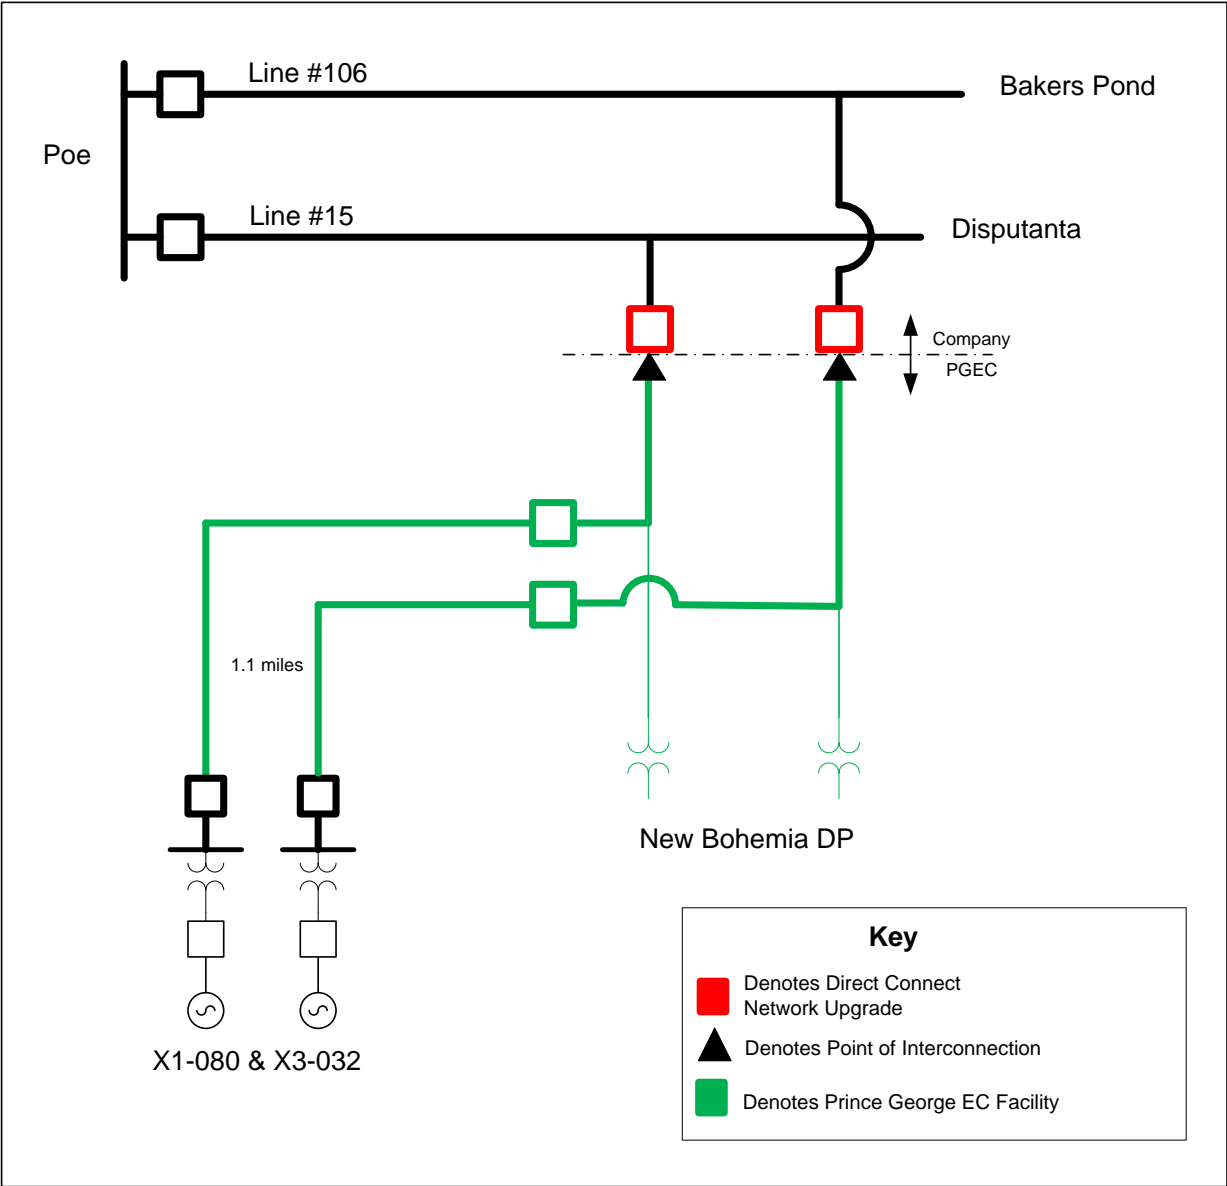 Line #106
Bakers Pond
Poe
Line #15
Disputanta
Company
PGEC
1.1 miles
New Bohemia DP
X1-080 & X3-032
Key
Denotes Direct Connect
Network Upgrade
Denotes Point of Interconnection
Denotes Prince George EC Facility